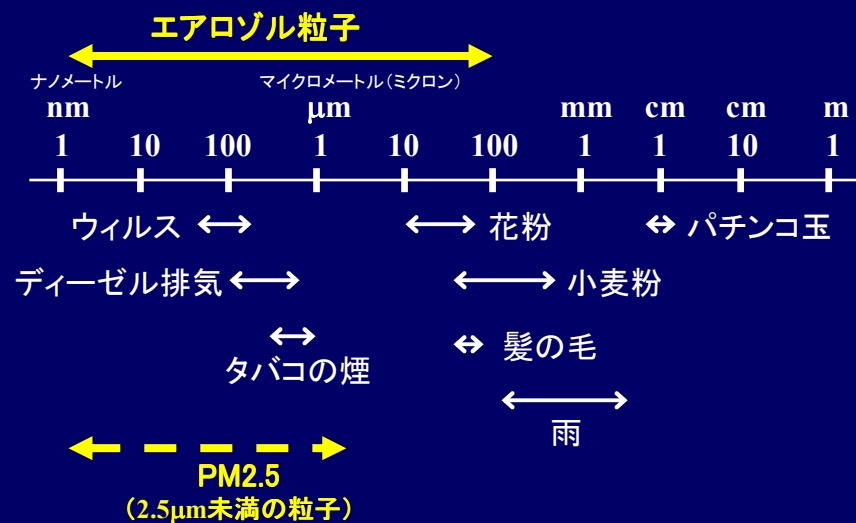 エアロゾル粒子
ナノメートル マイクロメートル(ミクロン)
nm μm mm cm cm m
1 10 100 1 10 100 1 1 10 1
ウィルス 花粉 パチンコ玉
ディーゼル排気 小麦粉
髪の毛
タバコの煙
雨
PM2.5
(2.5μm未満の粒子)